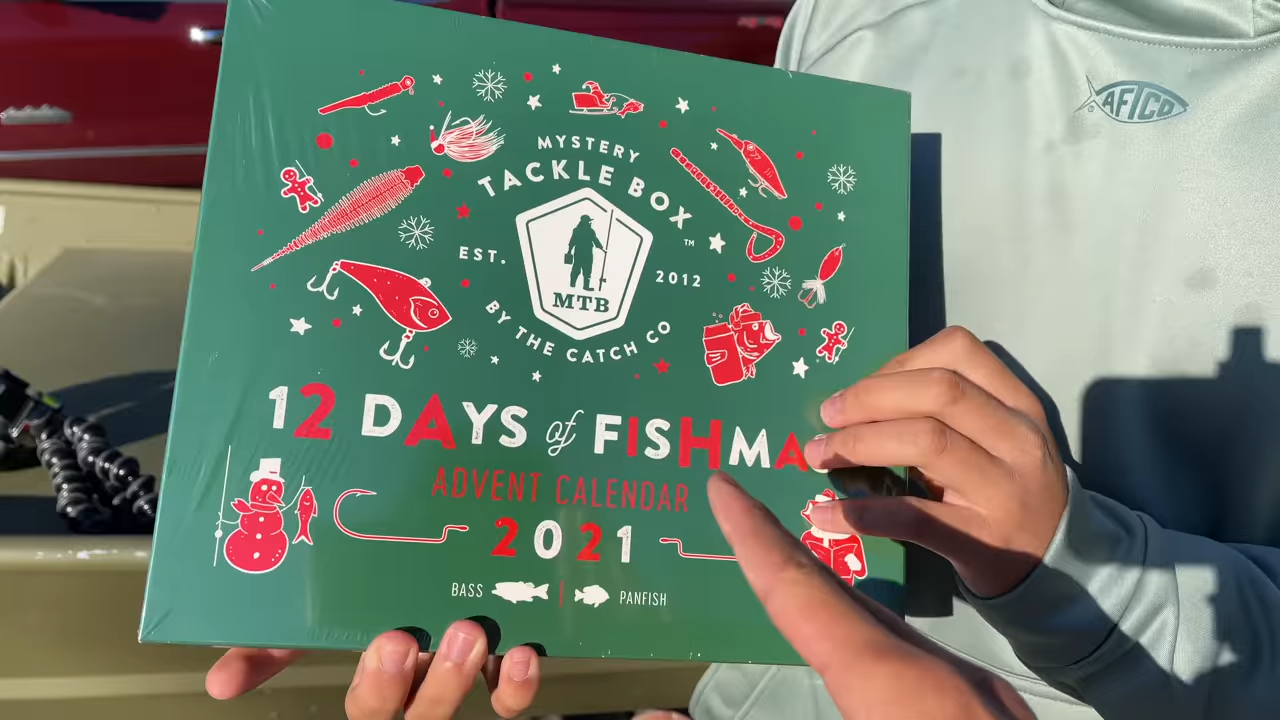 MYSTERY
TACKLE BOX™
EST. 2012
MTB
BY THE CATCH CO
12 DAYS of FISHMA
ADVENT CALENDAR
2021
BASS | PANFISH
AFTCO